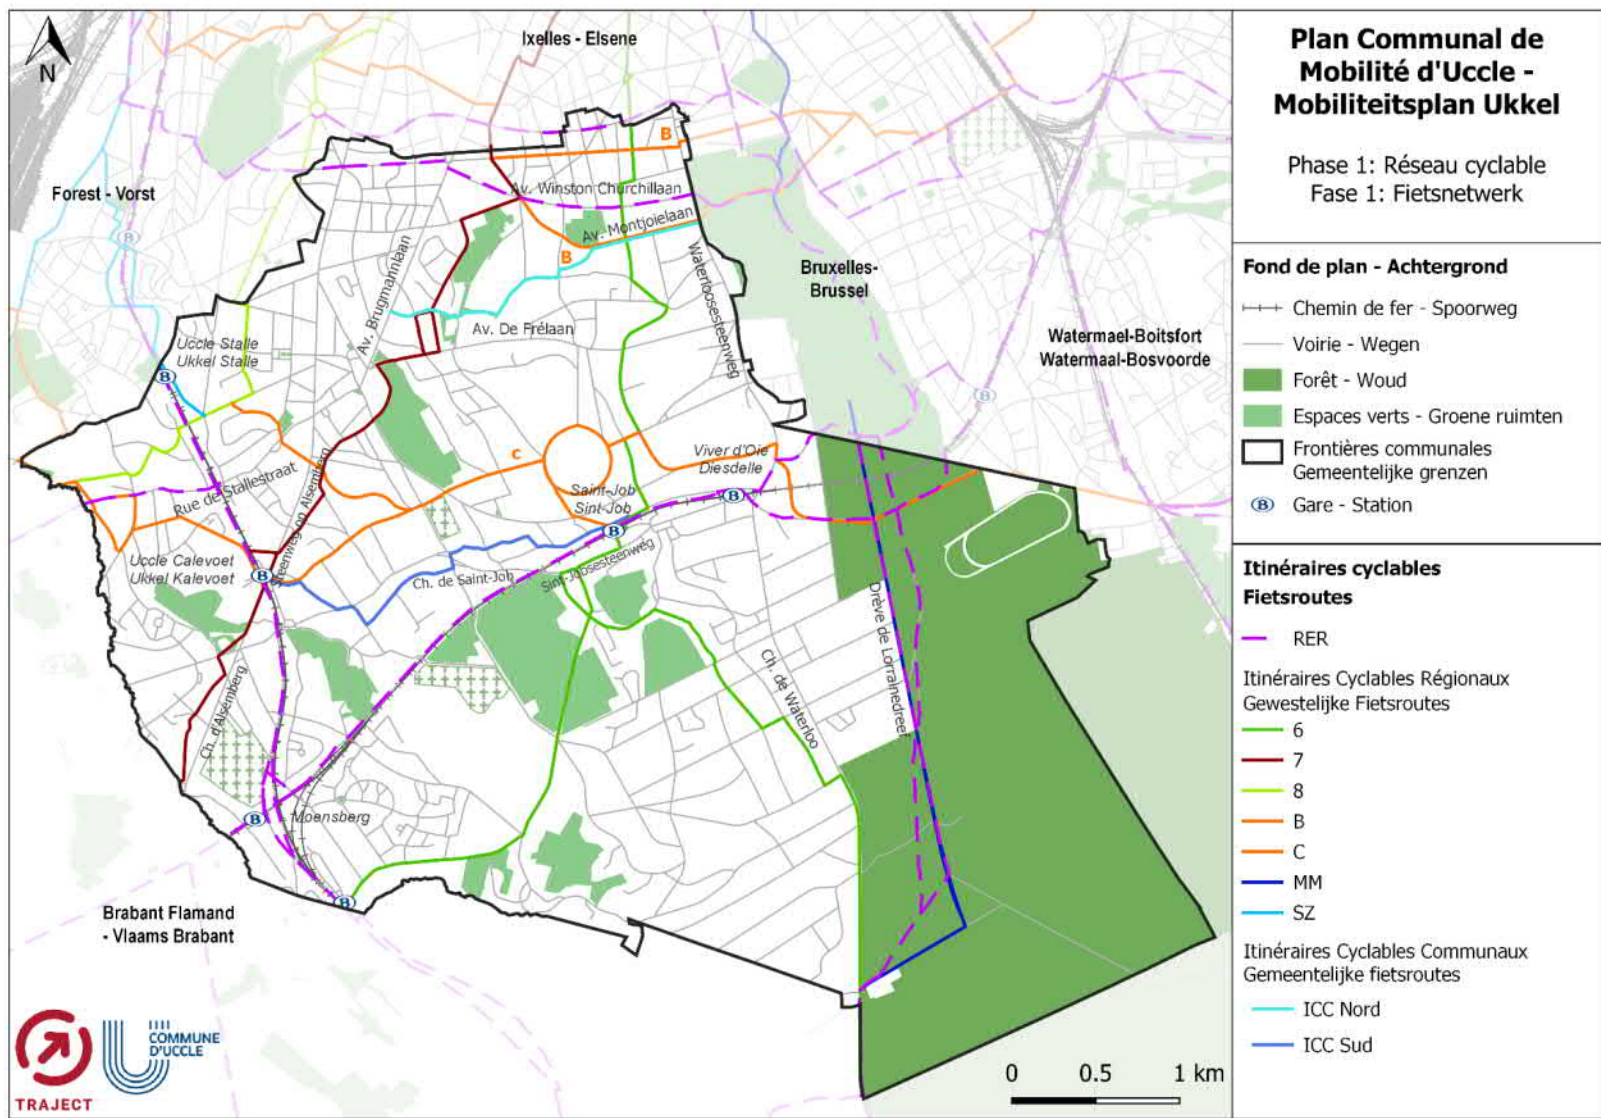 N
Ixelles - Elsene
B
Forest - Vorst
Av. Winston Churchillaan
Av. Montjoielaan
B
Waterloosesteenweg
Bruxelles-
Brussel
Av. Brugmannlaan
Av. De Frélaan
Uccle Stalle
Ukkel Stalle
B
Watermael-Boitsfort
Watermaal-Bosvoorde
B
B
C
Viver d'Oie
Diesdelle
Rue de Stallestraat
Steenweg op Alsemberg
Saint-Job
Sint-Job
B
B
Uccle Calevoet
Ukkel Kalevoet
B
Ch. de Saint-Job
Sint-Jobsesteenweg
Drève de Lorrainedreef
Ch. d'Alsemberg
Ch. de Waterloo
B
Moensberg
B
Brabant Flamand
- Vlaams Brabant
TRAJECT
COMMUNE
D'UCCLE
0 0.5 1 km
Plan Communal de
Mobilité d'Uccle -
Mobiliteitsplan Ukkel
Phase 1: Réseau cyclable
Fase 1: Fietsnetwerk
Fond de plan - Achtergrond
Chemin de fer - Spoorweg
Voirie - Wegen
Forêt - Woud
Espaces verts - Groene ruimten
Frontières communales
Gemeentelijke grenzen
B Gare - Station
Itinéraires cyclables
Fietsroutes
RER
Itinéraires Cyclables Régionaux
Gewestelijke Fietsroutes
6
7
8
B
C
MM
SZ
Itinéraires Cyclables Communaux
Gemeentelijke fietsroutes
ICC Nord
ICC Sud